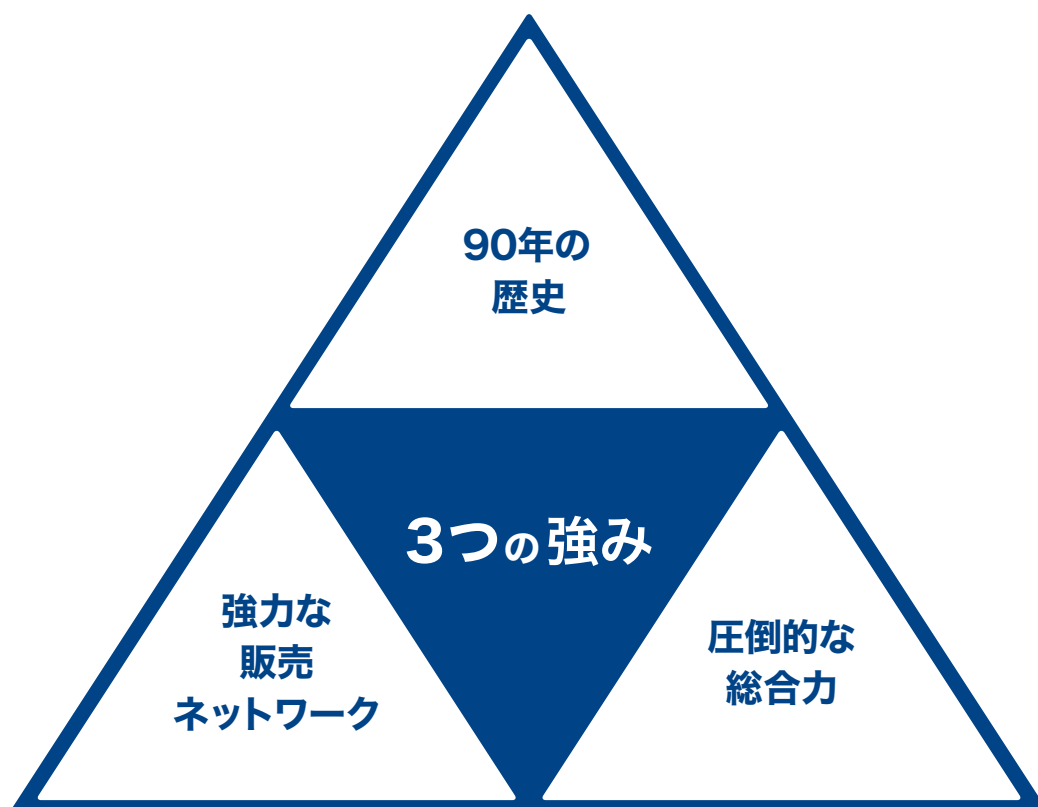 90年の
歴史
3つの強み
強力な
販売
ネットワーク
圧倒的な
総合力